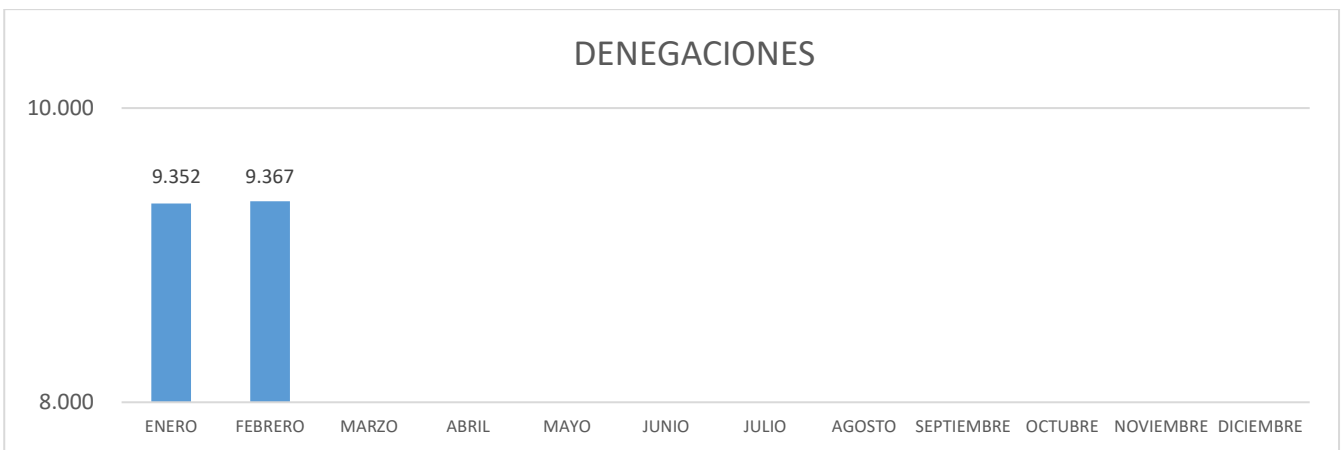 DENEGACIONES
10.000
9.352 9.367
8.000
ENERO FEBRERO MARZO ABRIL MAYO JUNIO JULIO AGOSTO SEPTIEMBRE OCTUBRE NOVIEMBRE DICIEMBRE